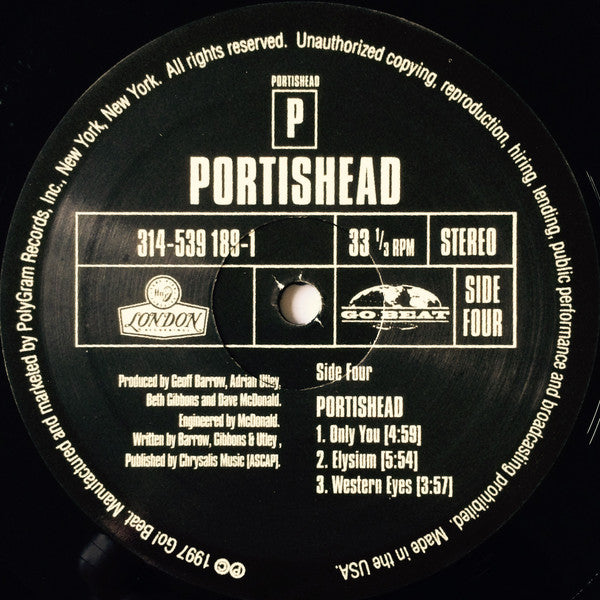 PORTISHEAD
P
PORTISHEAD
314-539 189-1
33 1/3 RPM
STEREO
LONDON
GO BEAT
SIDE
FOUR
Produced by Geoff Barrow, Adrian Utley,
Beth Gibbons and Dave McDonald.
Engineered by McDonald.
Written by Barrow, Gibbons & Utley ,
Published by Chrysalis Music [ASCAP].
Side Four
PORTISHEAD
1. Only You [4:59]
2. Elysium [5:54]
3. Western Eyes [3:57]
℗© 1997 Go! Beat. Manufactured and marketed by PolyGram Records, Inc., New York, New York. All rights reserved. Unauthorized copying, reproduction, hiring, lending, public performance and broadcasting prohibited. Made in the USA.